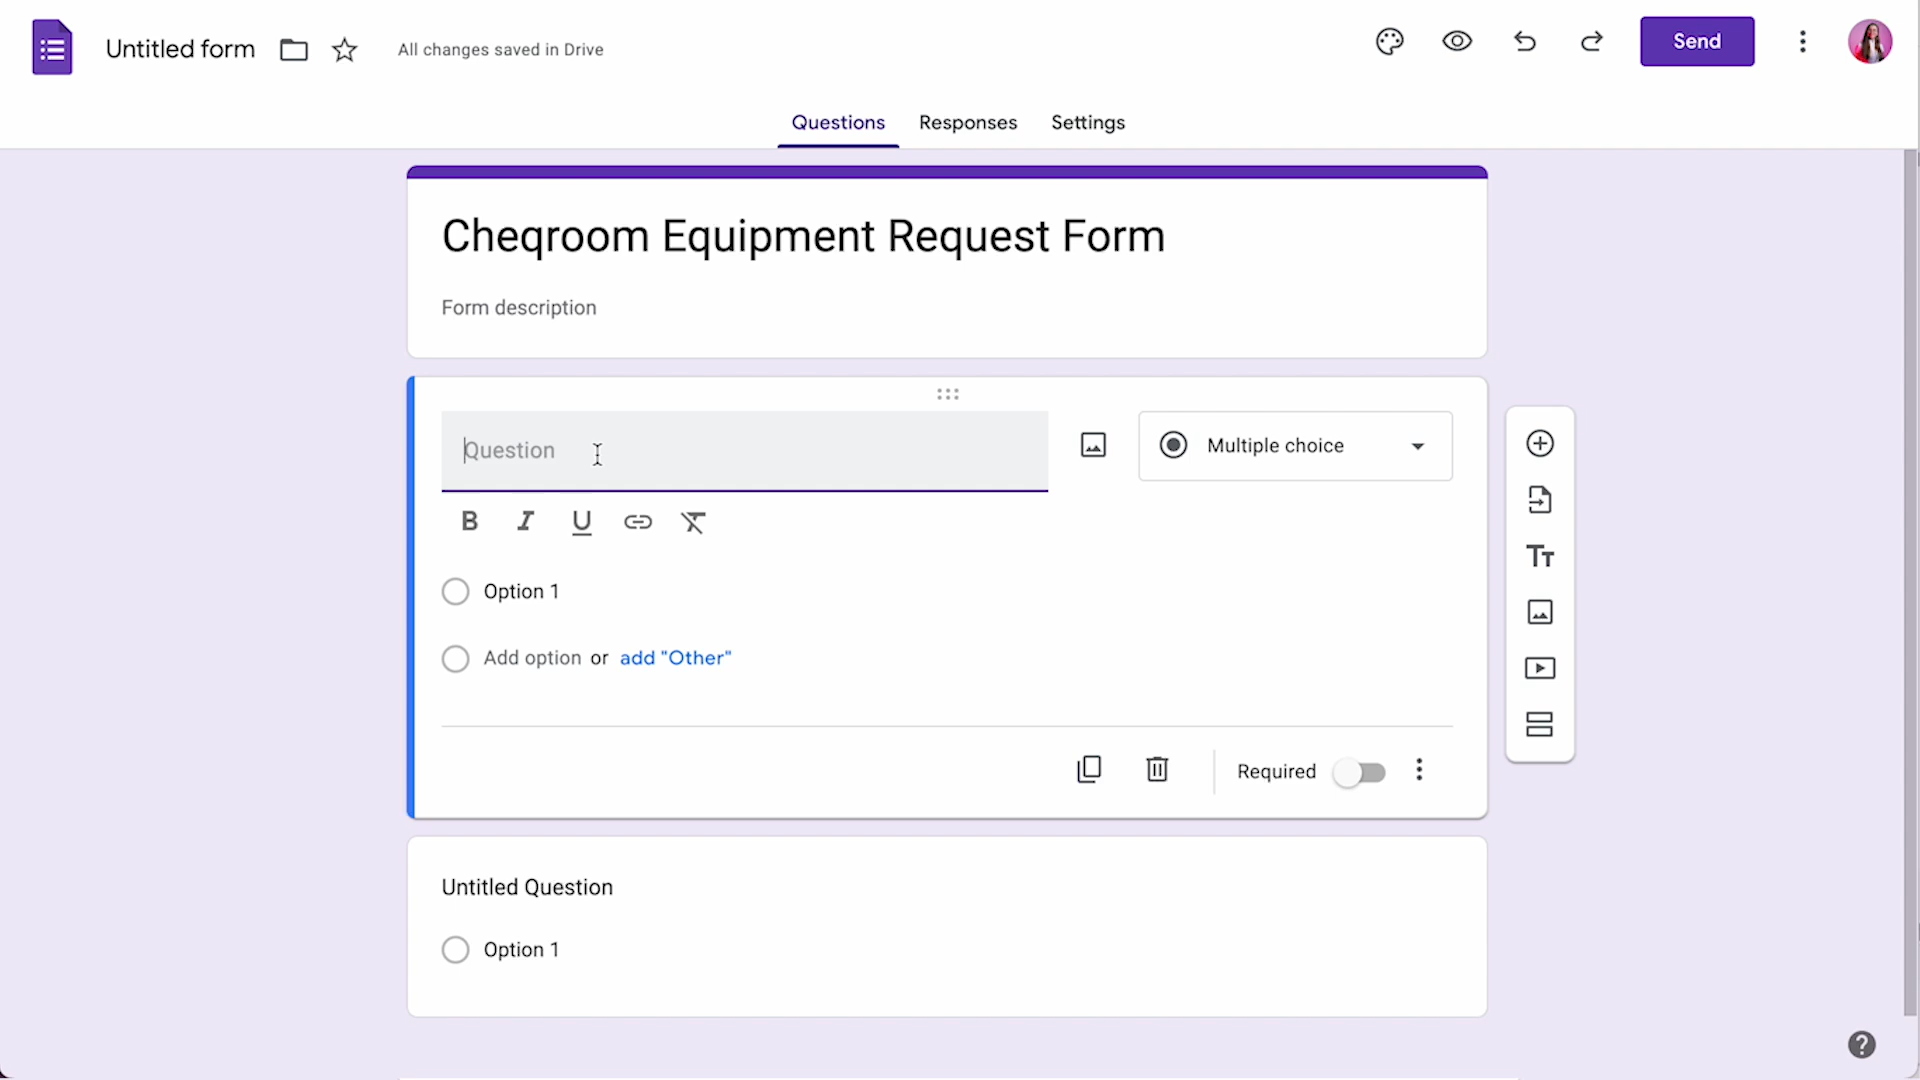 Untitled form
All changes saved in Drive
Send
Questions Responses Settings
Cheqroom Equipment Request Form
Form description
Question
Multiple choice
B I U
Option 1
Add option or add "Other"
Required
Untitled Question
Option 1